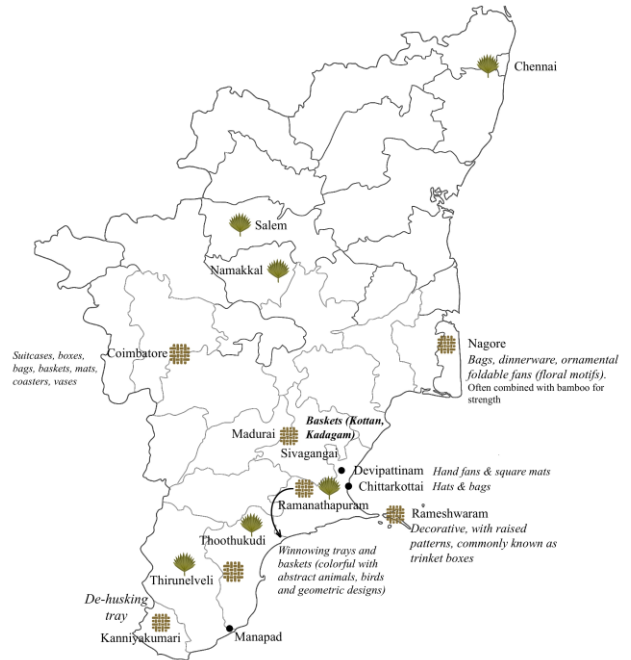 Chennai
Salem
Namakkal
Coimbatore
Suitcases, boxes,
bags, baskets, mats,
coasters, vases
Nagore
Bags, dinnerware, ornamental
foldable fans (floral motifs).
Often combined with bamboo for
strength
Madurai
Baskets (Kottan,
Kadagam)
Sivagangai
Devipattinam
Hand fans & square mats
Chittarkottai
Hats & bags
Ramanathapuram
Rameshwaram
Decorative, with raised
patterns, commonly known as
trinket boxes
Thoothukudi
Winnowing trays and
baskets (colorful with
abstract animals, birds
and geometric designs)
Thirunelveli
De-husking
tray
Kanniyakumari
Manapad